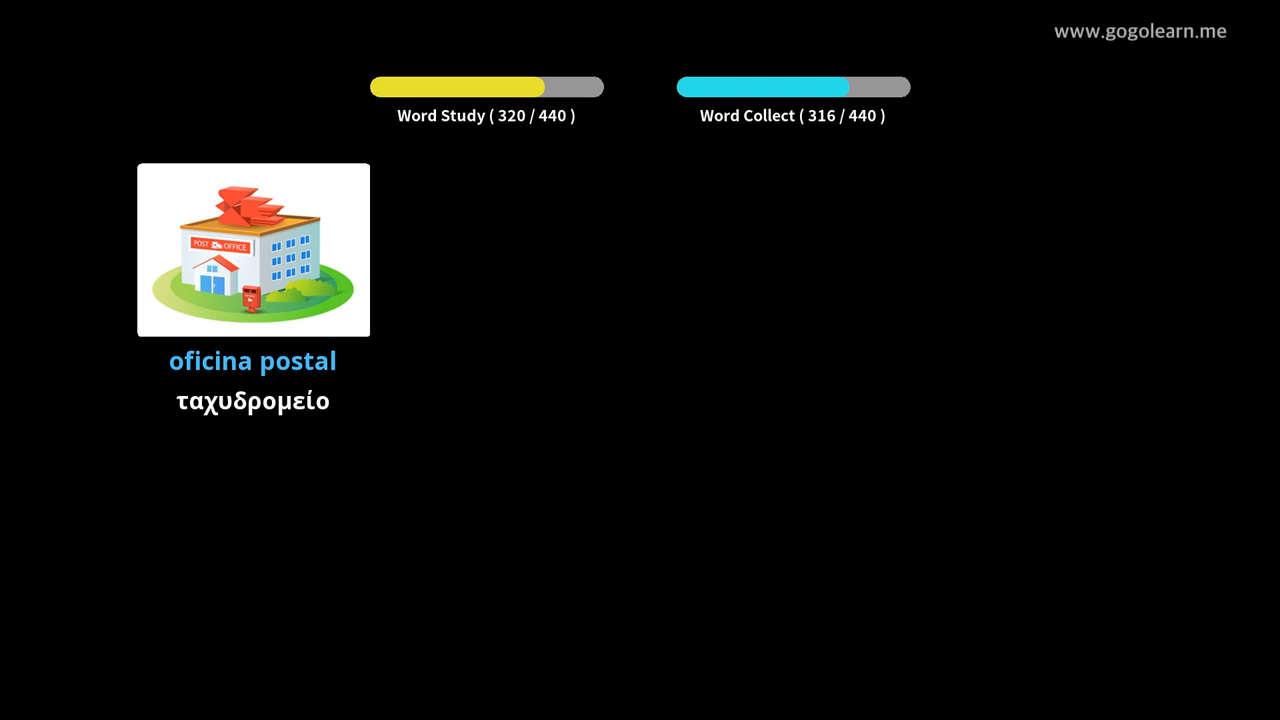 www.gogolearn.me
Word Study ( 320 / 440 )
Word Collect ( 316 / 440 )
POST OFFICE
oficina postal
ταχυδρομείο